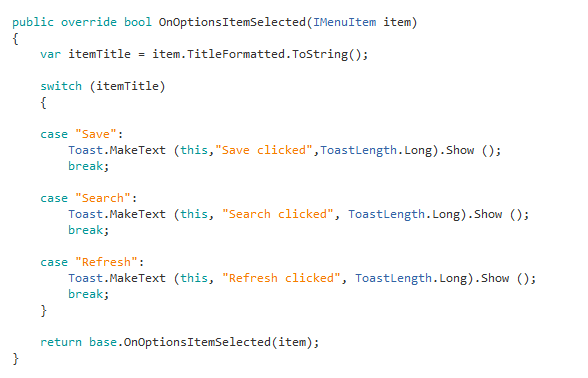 public override bool OnOptionsItemSelected(IMenuItem item)
{
    var itemTitle = item.TitleFormatted.ToString();
    switch (itemTitle)
    {
    case "Save":
        Toast.MakeText (this,"Save clicked",ToastLength.Long).Show ();
        break;
    case "Search":
        Toast.MakeText (this, "Search clicked", ToastLength.Long).Show ();
        break;
    case "Refresh":
        Toast.MakeText (this, "Refresh clicked", ToastLength.Long).Show ();
        break;
    }
    return base.OnOptionsItemSelected(item);
}